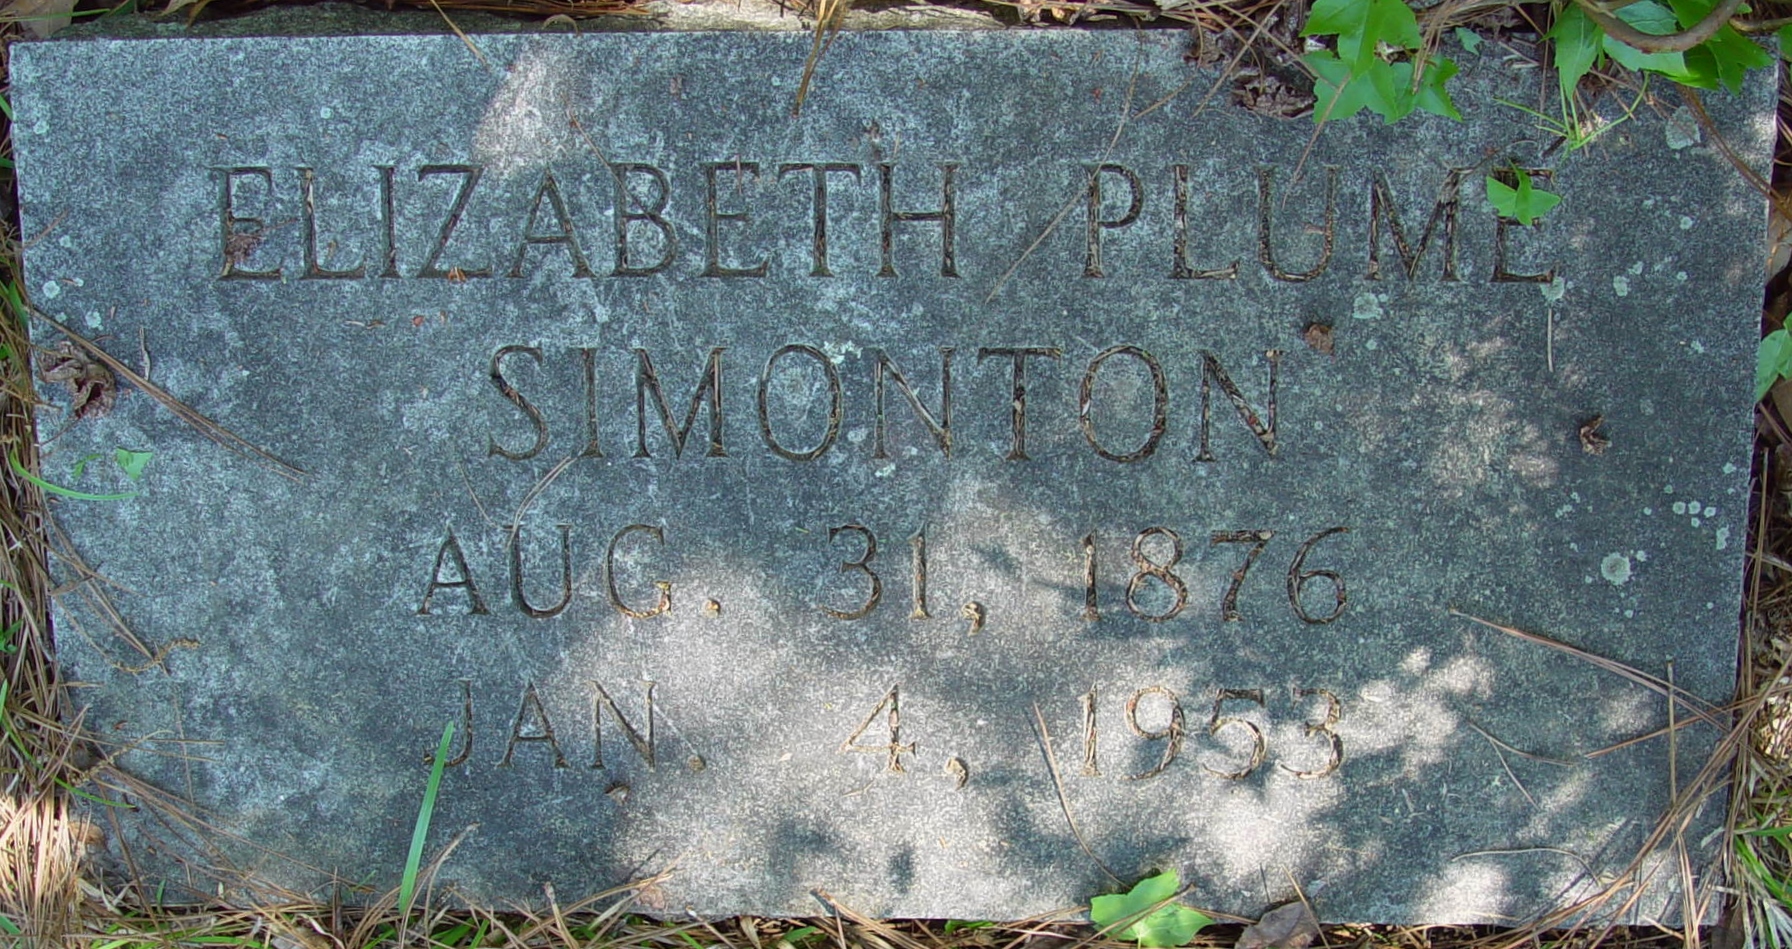 ELIZABETH PLUME
SIMONTON
AUG. 31, 1876
JAN. 4, 1953